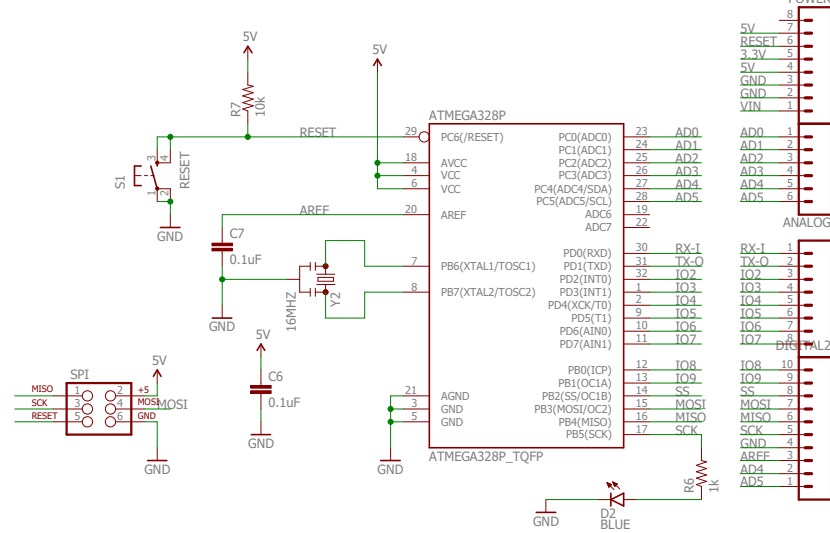 POWER
8
5V 7
RESET 6
3.3V 5
5V 4
GND 3
GND 2
VIN 1
5V
5V
R7
10k
ATMEGA328P
RESET
29 PC6(/RESET)
18 AVCC
4 VCC
6 VCC
20 AREF
7 PB6(XTAL1/TOSC1)
8 PB7(XTAL2/TOSC2)
21 AGND
3 GND
5 GND
PC0(ADC0) 23 AD0
PC1(ADC1) 24 AD1
PC2(ADC2) 25 AD2
PC3(ADC3) 26 AD3
PC4(ADC4/SDA) 27 AD4
PC5(ADC5/SCL) 28 AD5
ADC6 19
ADC7 22
PD0(RXD) 30 RX-I
PD1(TXD) 31 TX-O
PD2(INT0) 32 IO2
PD3(INT1) 1 IO3
PD4(XCK/T0) 2 IO4
PD5(T1) 9 IO5
PD6(AIN0) 10 IO6
PD7(AIN1) 11 IO7
PB0(ICP) 12 IO8
PB1(OC1A) 13 IO9
PB2(SS/OC1B) 14 SS
PB3(MOSI/OC2) 15 MOSI
PB4(MISO) 16 MISO
PB5(SCK) 17 SCK
ATMEGA328P_TQFP
AD0 1
AD1 2
AD2 3
AD3 4
AD4 5
AD5 6
ANALOG
RX-I 1
TX-O 2
IO2 3
IO3 4
IO4 5
IO5 6
IO6 7
IO7 8
DIGITAL2
IO8 10
IO9 9
SS 8
MOSI 7
MISO 6
SCK 5
GND 4
AREF 3
AD4 2
AD5 1
S1
3 4
1 2
RESET
GND
AREF
C7
0.1uF
GND
16MHZ
Y2
5V
C6
0.1uF
GND
SPI
5V
MISO 1 2 +5
SCK 3 4 MOSI MOSI
RESET 5 6 GND
GND
GND
R6
1k
GND
D2
BLUE